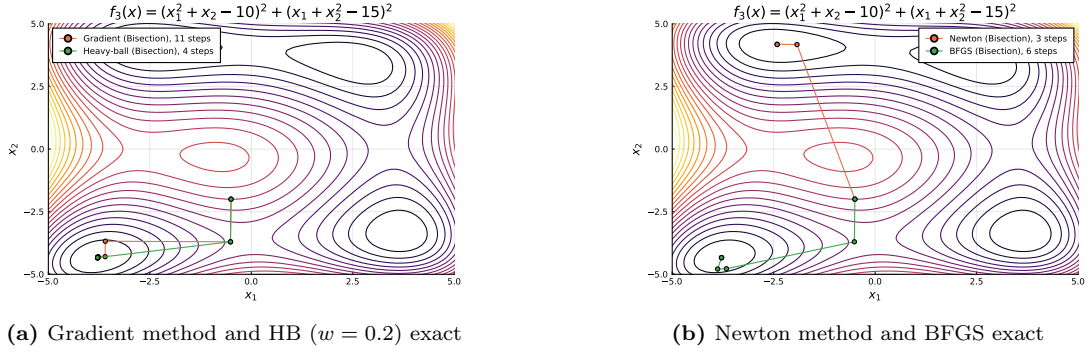 f₃(x) = (x₁² + x₂ − 10)² + (x₁ + x₂² − 15)²
Gradient (Bisection), 11 steps
Heavy-ball (Bisection), 4 steps
x₂
5.0
2.5
0.0
−2.5
−5.0
−5.0 −2.5 0.0 2.5 5.0
x₁
(a) Gradient method and HB (w = 0.2) exact
f₃(x) = (x₁² + x₂ − 10)² + (x₁ + x₂² − 15)²
Newton (Bisection), 3 steps
BFGS (Bisection), 6 steps
x₂
5.0
2.5
0.0
−2.5
−5.0
−5.0 −2.5 0.0 2.5 5.0
x₁
(b) Newton method and BFGS exact